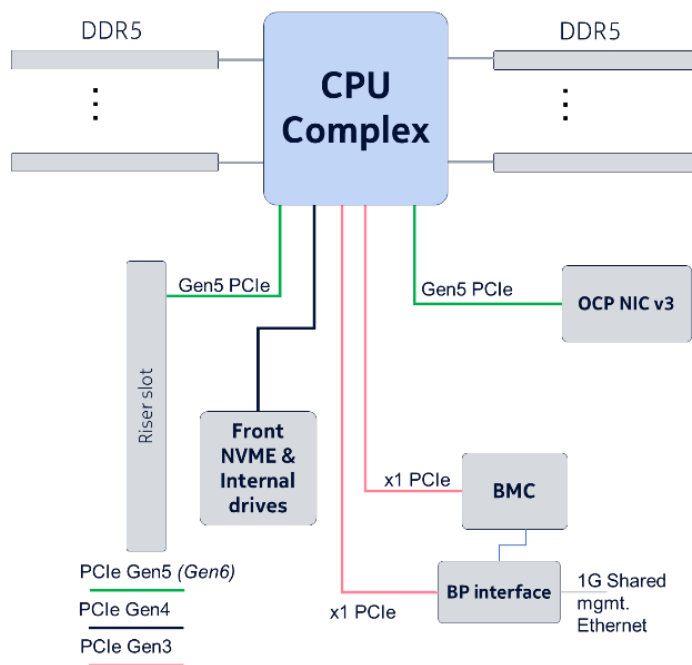 DDR5
DDR5
CPU
Complex
Gen5 PCIe
Gen5 PCIe
OCP NIC v3
Riser slot
Front
NVME &
Internal
drives
x1 PCIe
BMC
PCIe Gen5 (Gen6)
x1 PCIe
BP interface
1G Shared
mgmt.
Ethernet
PCIe Gen4
PCIe Gen3